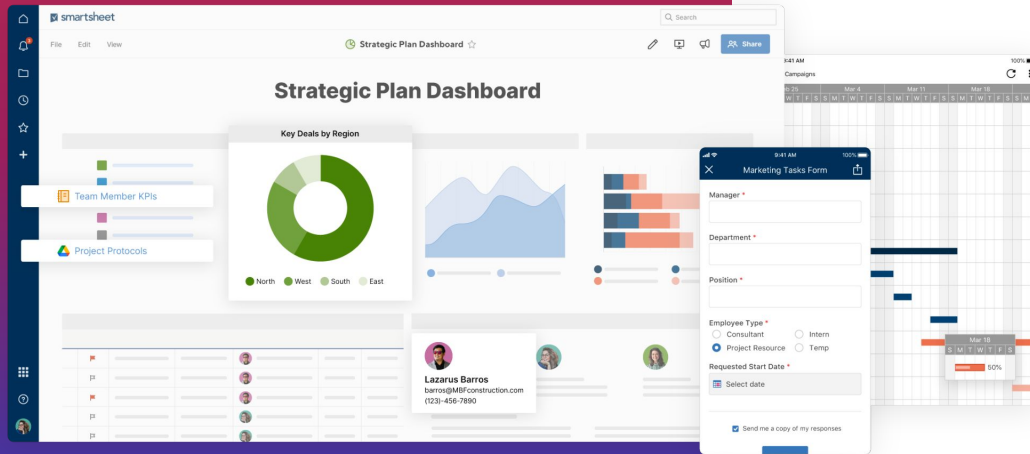 smartsheet
Search
3
File Edit View
Strategic Plan Dashboard
Share
Strategic Plan Dashboard
Key Deals by Region
North West South East
Team Member KPIs
Project Protocols
Lazarus Barros
barros@MBFconstruction.com
(123)-456-7890
9:41 AM 100%
Marketing Tasks Form
Manager *
Department *
Position *
Employee Type *
Consultant Intern
Project Resource Temp
Requested Start Date *
Select date
Send me a copy of my responses
9:41 AM 100%
Campaigns
Mar 4 Mar 11 Mar 18
W T F S S M T W T F S S M T W T F S S M T W T F S S M
Mar 18
S M T W T F S
50%